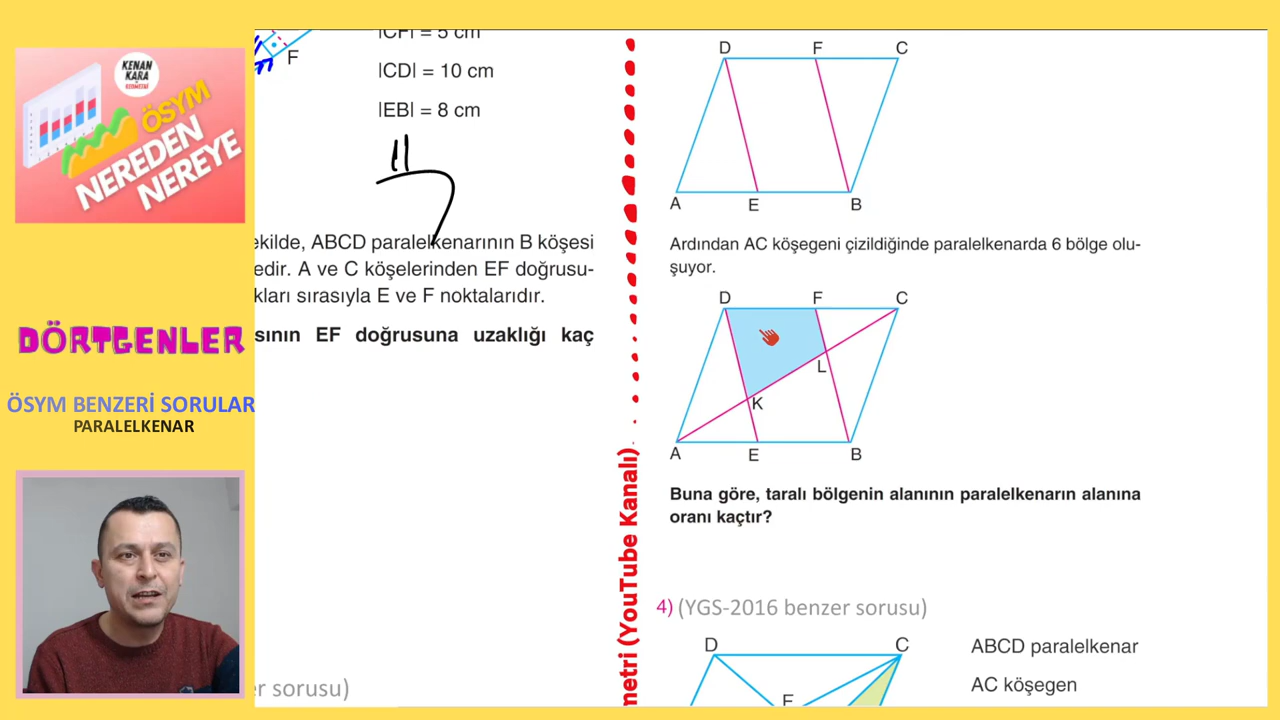 KENAN
KARA
ÖSYM
NEREDEN
NEREYE
DÖRTGENLER
ÖSYM BENZERİ SORULAR
PARALELKENAR
F
|CF| = 5 cm
|CD| = 10 cm
|EB| = 8 cm
11
ekilde, ABCD paralelkenarının B köşesi
edir. A ve C köşelerinden EF doğrusu-
kları sırasıyla E ve F noktalarıdır.
sının EF doğrusuna uzaklığı kaç
er sorusu)
metri (YouTube Kanalı)
D F C
A E B
Ardından AC köşegeni çizildiğinde paralelkenarda 6 bölge olu-
şuyor.
D F C
L
K
A E B
Buna göre, taralı bölgenin alanının paralelkenarın alanına
oranı kaçtır?
4) (YGS-2016 benzer sorusu)
D C
ABCD paralelkenar
AC köşegen